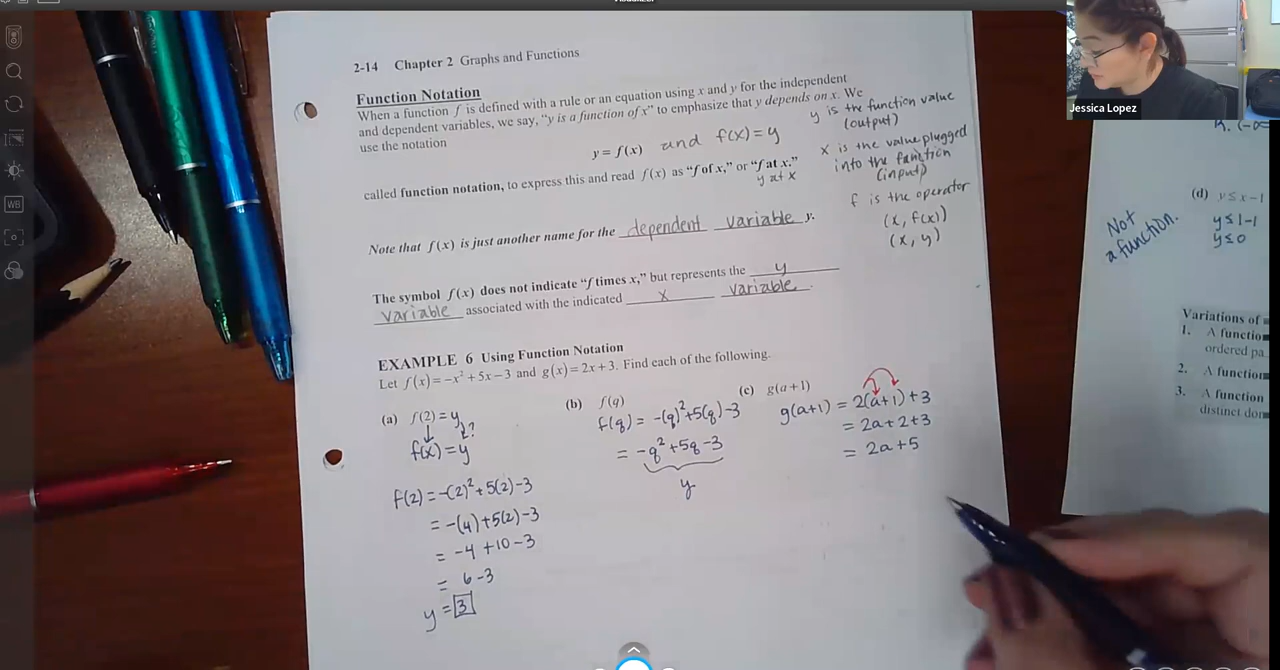 Jessica Lopez
2-14 Chapter 2 Graphs and Functions
Function Notation
When a function f is defined with a rule or an equation using x and y for the independent
and dependent variables, we say, "y is a function of x" to emphasize that y depends on x. We
use the notation
y = f(x) and f(x) = y
called function notation, to express this and read f(x) as "f of x," or "f at x."
y at x
y is the function value
(output)
x is the value plugged
into the function
(input)
f is the operator
(x, f(x))
(x, y)
Note that f(x) is just another name for the dependent variable y.
The symbol f(x) does not indicate "f times x," but represents the y
variable associated with the indicated x variable.
EXAMPLE 6 Using Function Notation
Let f(x) = -x² + 5x - 3 and g(x) = 2x + 3. Find each of the following.
(a) f(2) = y
↓ ?
f(x) = y
f(2) = -(2)² + 5(2) - 3
= -(4) + 5(2) - 3
= -4 + 10 - 3
= 6 - 3
y = 3
(b) f(q)
f(q) = -(q)² + 5(q) - 3
= -q² + 5q - 3
y
(c) g(a+1)
g(a+1) = 2(a+1) + 3
= 2a + 2 + 3
= 2a + 5
(d) y ≤ x - 1
y ≤ 1 - 1
y ≤ 0
Not
a function.
Variations of
1. A function
ordered pa
2. A function
3. A function
distinct dom
WB